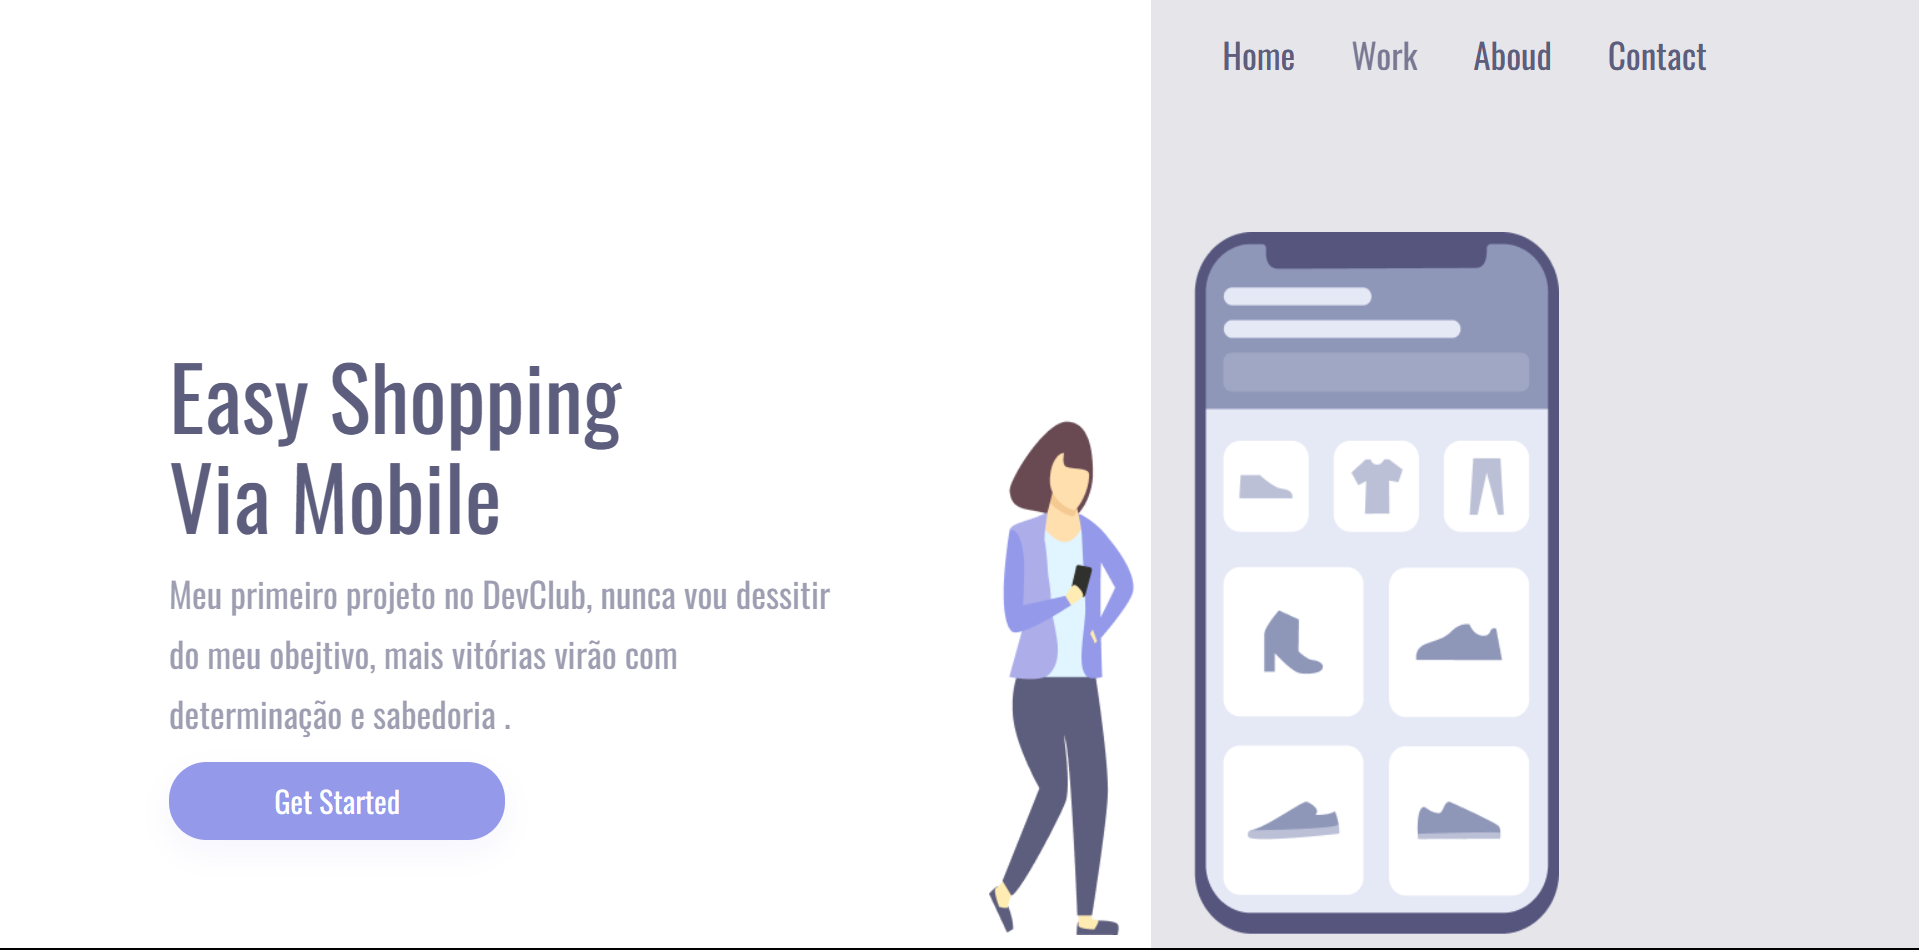 Home Work Aboud Contact
Easy Shopping
Via Mobile
Meu primeiro projeto no DevClub, nunca vou dessitir
do meu obejtivo, mais vitórias virão com
determinação e sabedoria .
Get Started